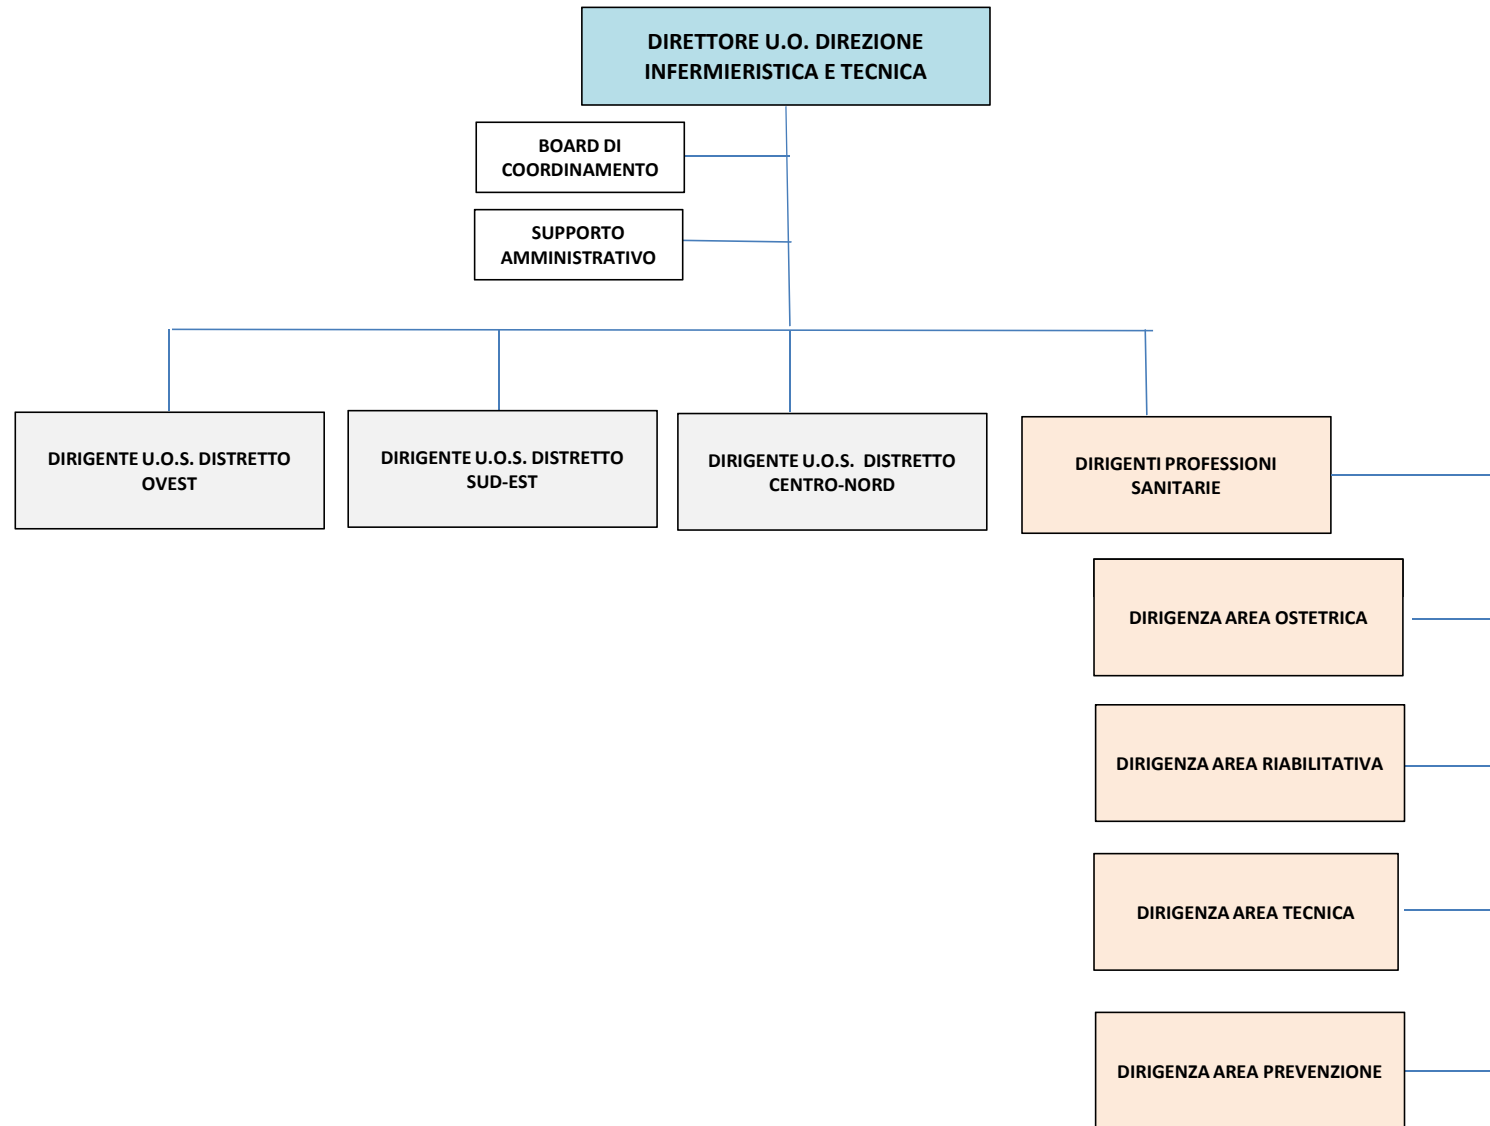 DIRETTORE U.O. DIREZIONE
INFERMIERISTICA E TECNICA
BOARD DI
COORDINAMENTO
SUPPORTO
AMMINISTRATIVO
DIRIGENTE U.O.S. DISTRETTO
OVEST
DIRIGENTE U.O.S. DISTRETTO
SUD-EST
DIRIGENTE U.O.S. DISTRETTO
CENTRO-NORD
DIRIGENTI PROFESSIONI
SANITARIE
DIRIGENZA AREA OSTETRICA
DIRIGENZA AREA RIABILITATIVA
DIRIGENZA AREA TECNICA
DIRIGENZA AREA PREVENZIONE